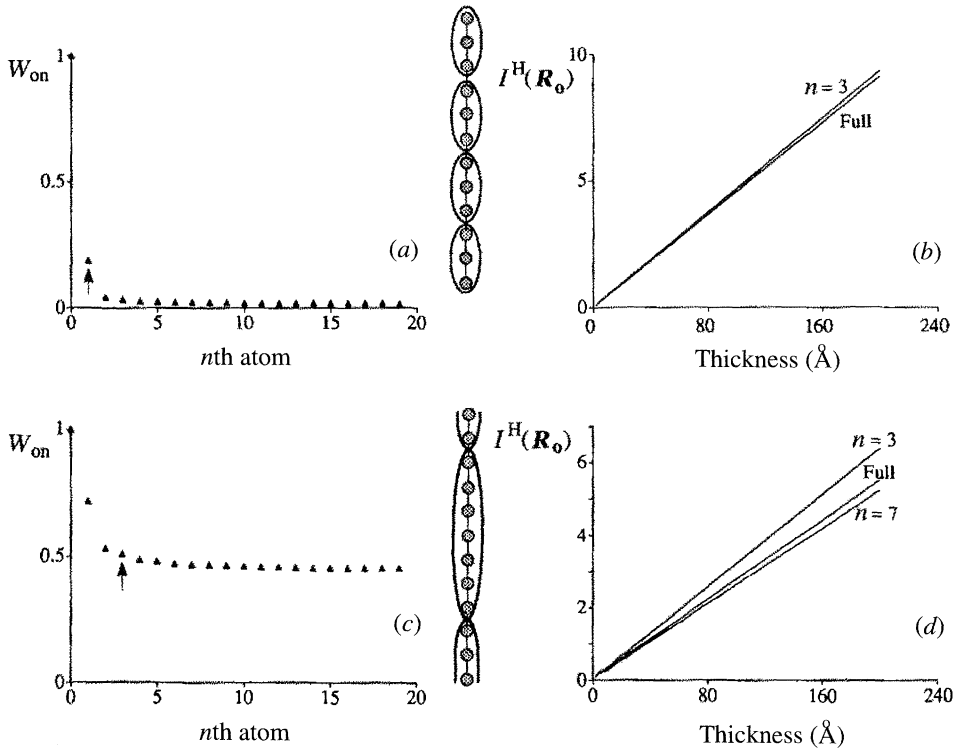 1
W_on
0.5
0
0 5 10 15 20
nth atom
(a)
10
I^H(R_o)
n = 3
Full
5
(b)
0
0 80 160 240
Thickness (Å)
1
W_on
0.5
(c)
0
0 5 10 15 20
nth atom
I^H(R_o)
n = 3
6
Full
n = 7
4
2
(d)
0
0 80 160 240
Thickness (Å)